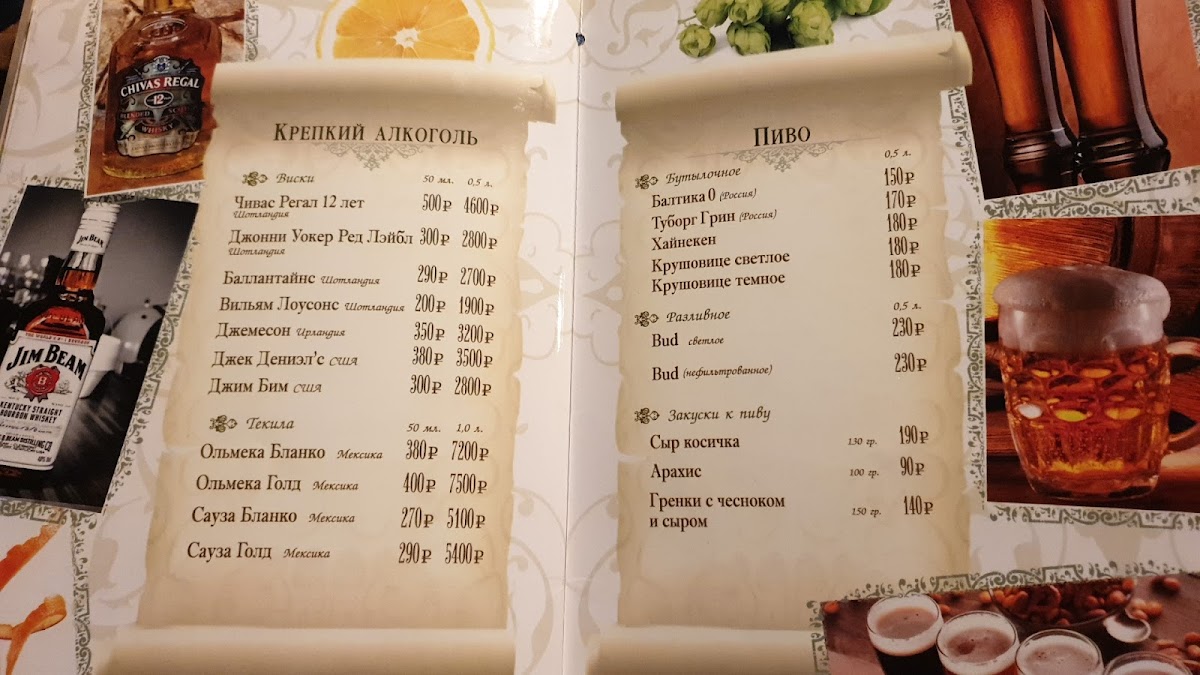 CHIVAS REGAL
12
BLENDED SCOTCH
WHISKY
JIM BEAM
JIM BEAM
KENTUCKY STRAIGHT
BOURBON WHISKEY
Крепкий алкоголь
Виски 50 мл. 0,5 л.
Чивас Регал 12 лет 500₽ 4600₽
Шотландия
Джонни Уокер Ред Лэйбл 300₽ 2800₽
Шотландия
Баллантайнс Шотландия 290₽ 2700₽
Вильям Лоусонс Шотландия 200₽ 1900₽
Джемесон Ирландия 350₽ 3200₽
Джек Дениэл'с США 380₽ 3500₽
Джим Бим США 300₽ 2800₽
Текила 50 мл. 1,0 л.
Ольмека Бланко Мексика 380₽ 7200₽
Ольмека Голд Мексика 400₽ 7500₽
Сауза Бланко Мексика 270₽ 5100₽
Сауза Голд Мексика 290₽ 5400₽
Пиво
Бутылочное 0,5 л.
Балтика 0 (Россия) 150₽
Туборг Грин (Россия) 170₽
Хайнекен 180₽
Крушовице светлое 180₽
Крушовице темное 180₽
Разливное 0,5 л.
Bud светлое 230₽
Bud (нефильтрованное) 230₽
Закуски к пиву
Сыр косичка 130 гр. 190₽
Арахис 100 гр. 90₽
Гренки с чесноком
и сыром 150 гр. 140₽